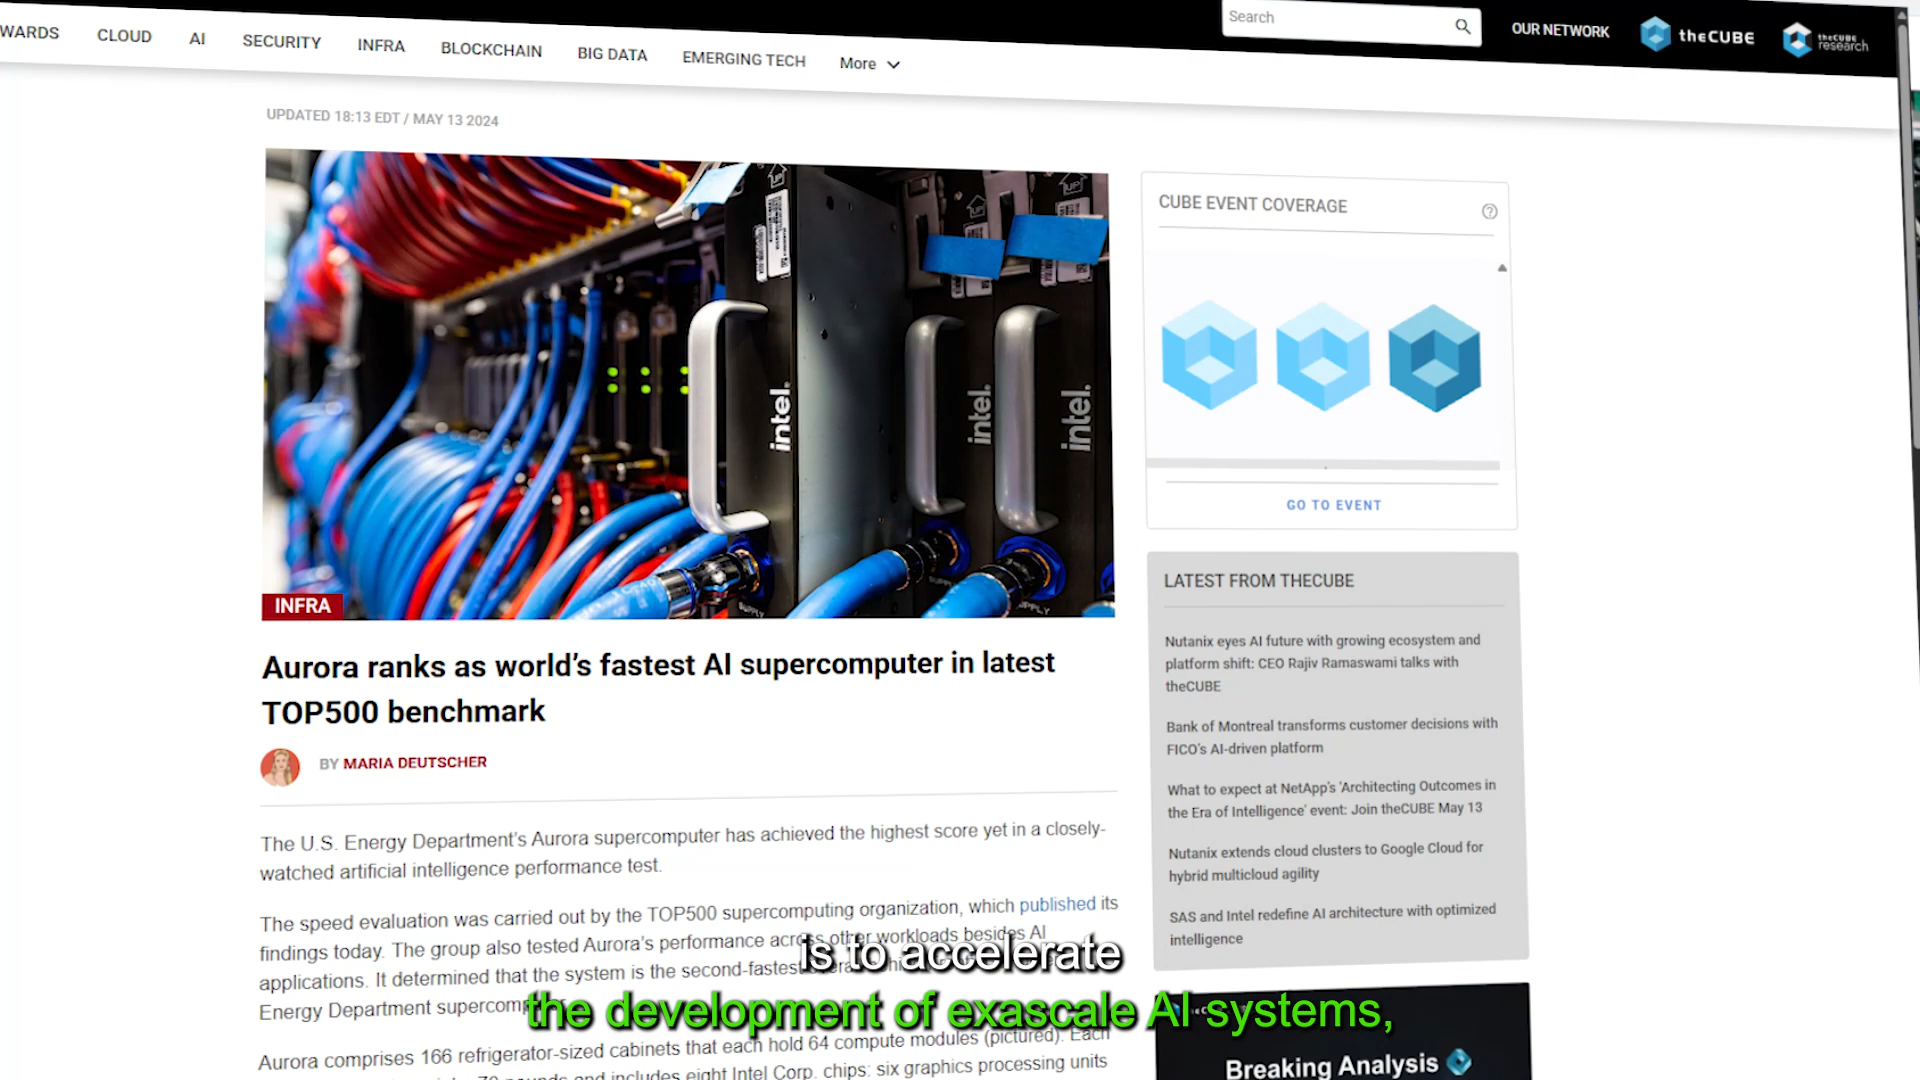 WARDS CLOUD AI SECURITY INFRA BLOCKCHAIN BIG DATA EMERGING TECH More
Search
OUR NETWORK
theCUBE
theCUBE
research
UPDATED 18:13 EDT / MAY 13 2024
UP
UP
UP
intel.
intel.
intel.
SUPPLY
SUPPLY
INFRA
Aurora ranks as world's fastest AI supercomputer in latest
TOP500 benchmark
BY MARIA DEUTSCHER
The U.S. Energy Department's Aurora supercomputer has achieved the highest score yet in a closely-
watched artificial intelligence performance test.
The speed evaluation was carried out by the TOP500 supercomputing organization, which published its
findings today. The group also tested Aurora's performance across other workloads besides AI
applications. It determined that the system is the second-fastest
Energy Department
Aurora comprises 166 refrigerator-sized cabinets that each hold 64 compute modules (pictured). Each
and includes eight Intel Corp. chips: six graphics processing units
is to accelerate
the development of exascale AI systems,
CUBE EVENT COVERAGE
GO TO EVENT
LATEST FROM THECUBE
Nutanix eyes AI future with growing ecosystem and
platform shift: CEO Rajiv Ramaswami talks with
theCUBE
Bank of Montreal transforms customer decisions with
FICO's AI-driven platform
What to expect at NetApp's 'Architecting Outcomes in
the Era of Intelligence' event: Join theCUBE May 13
Nutanix extends cloud clusters to Google Cloud for
hybrid multicloud agility
SAS and Intel redefine AI architecture with optimized
intelligence
Breaking Analysis